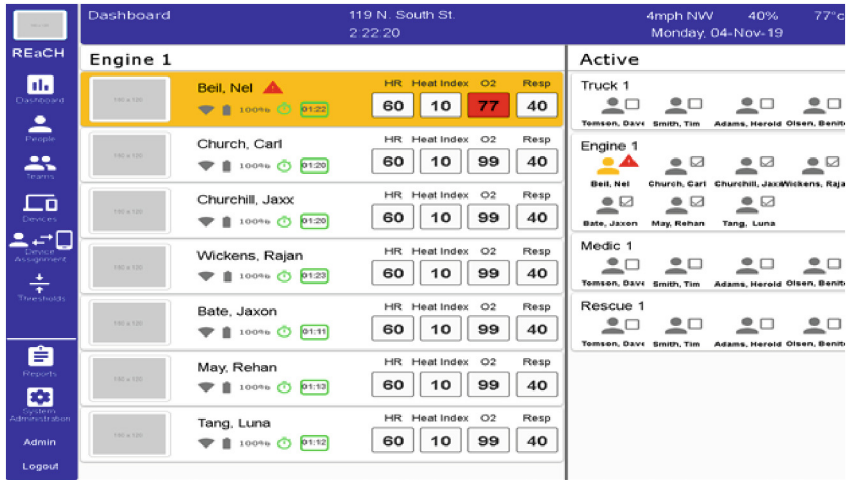 Dashboard 119 N. South St. 4mph NW 40% 77°c
2:22:20 Monday, 04-Nov-19
REaCH
Dashboard
People
Teams
Devices
Device
Assignment
Thresholds
Reports
System
Administration
Admin
Logout
Engine 1
Beil, Nel HR Heat Index O2 Resp
100% 01:22 60 10 77 40
Church, Carl HR Heat Index O2 Resp
100% 01:20 60 10 99 40
Churchill, Jaxx HR Heat Index O2 Resp
100% 01:20 60 10 99 40
Wickens, Rajan HR Heat Index O2 Resp
100% 01:23 60 10 99 40
Bate, Jaxon HR Heat Index O2 Resp
100% 01:11 60 10 99 40
May, Rehan HR Heat Index O2 Resp
100% 01:13 60 10 99 40
Tang, Luna HR Heat Index O2 Resp
100% 01:12 60 10 99 40
Active
Truck 1
Tomson, Dave Smith, Tim Adams, Herold Olsen, Benito
Engine 1
Beil, Nel Church, Carl Churchill, Jaxx Wickens, Raja
Bate, Jaxon May, Rehan Tang, Luna
Medic 1
Tomson, Dave Smith, Tim Adams, Herold Olsen, Benito
Rescue 1
Tomson, Dave Smith, Tim Adams, Herold Olsen, Benito